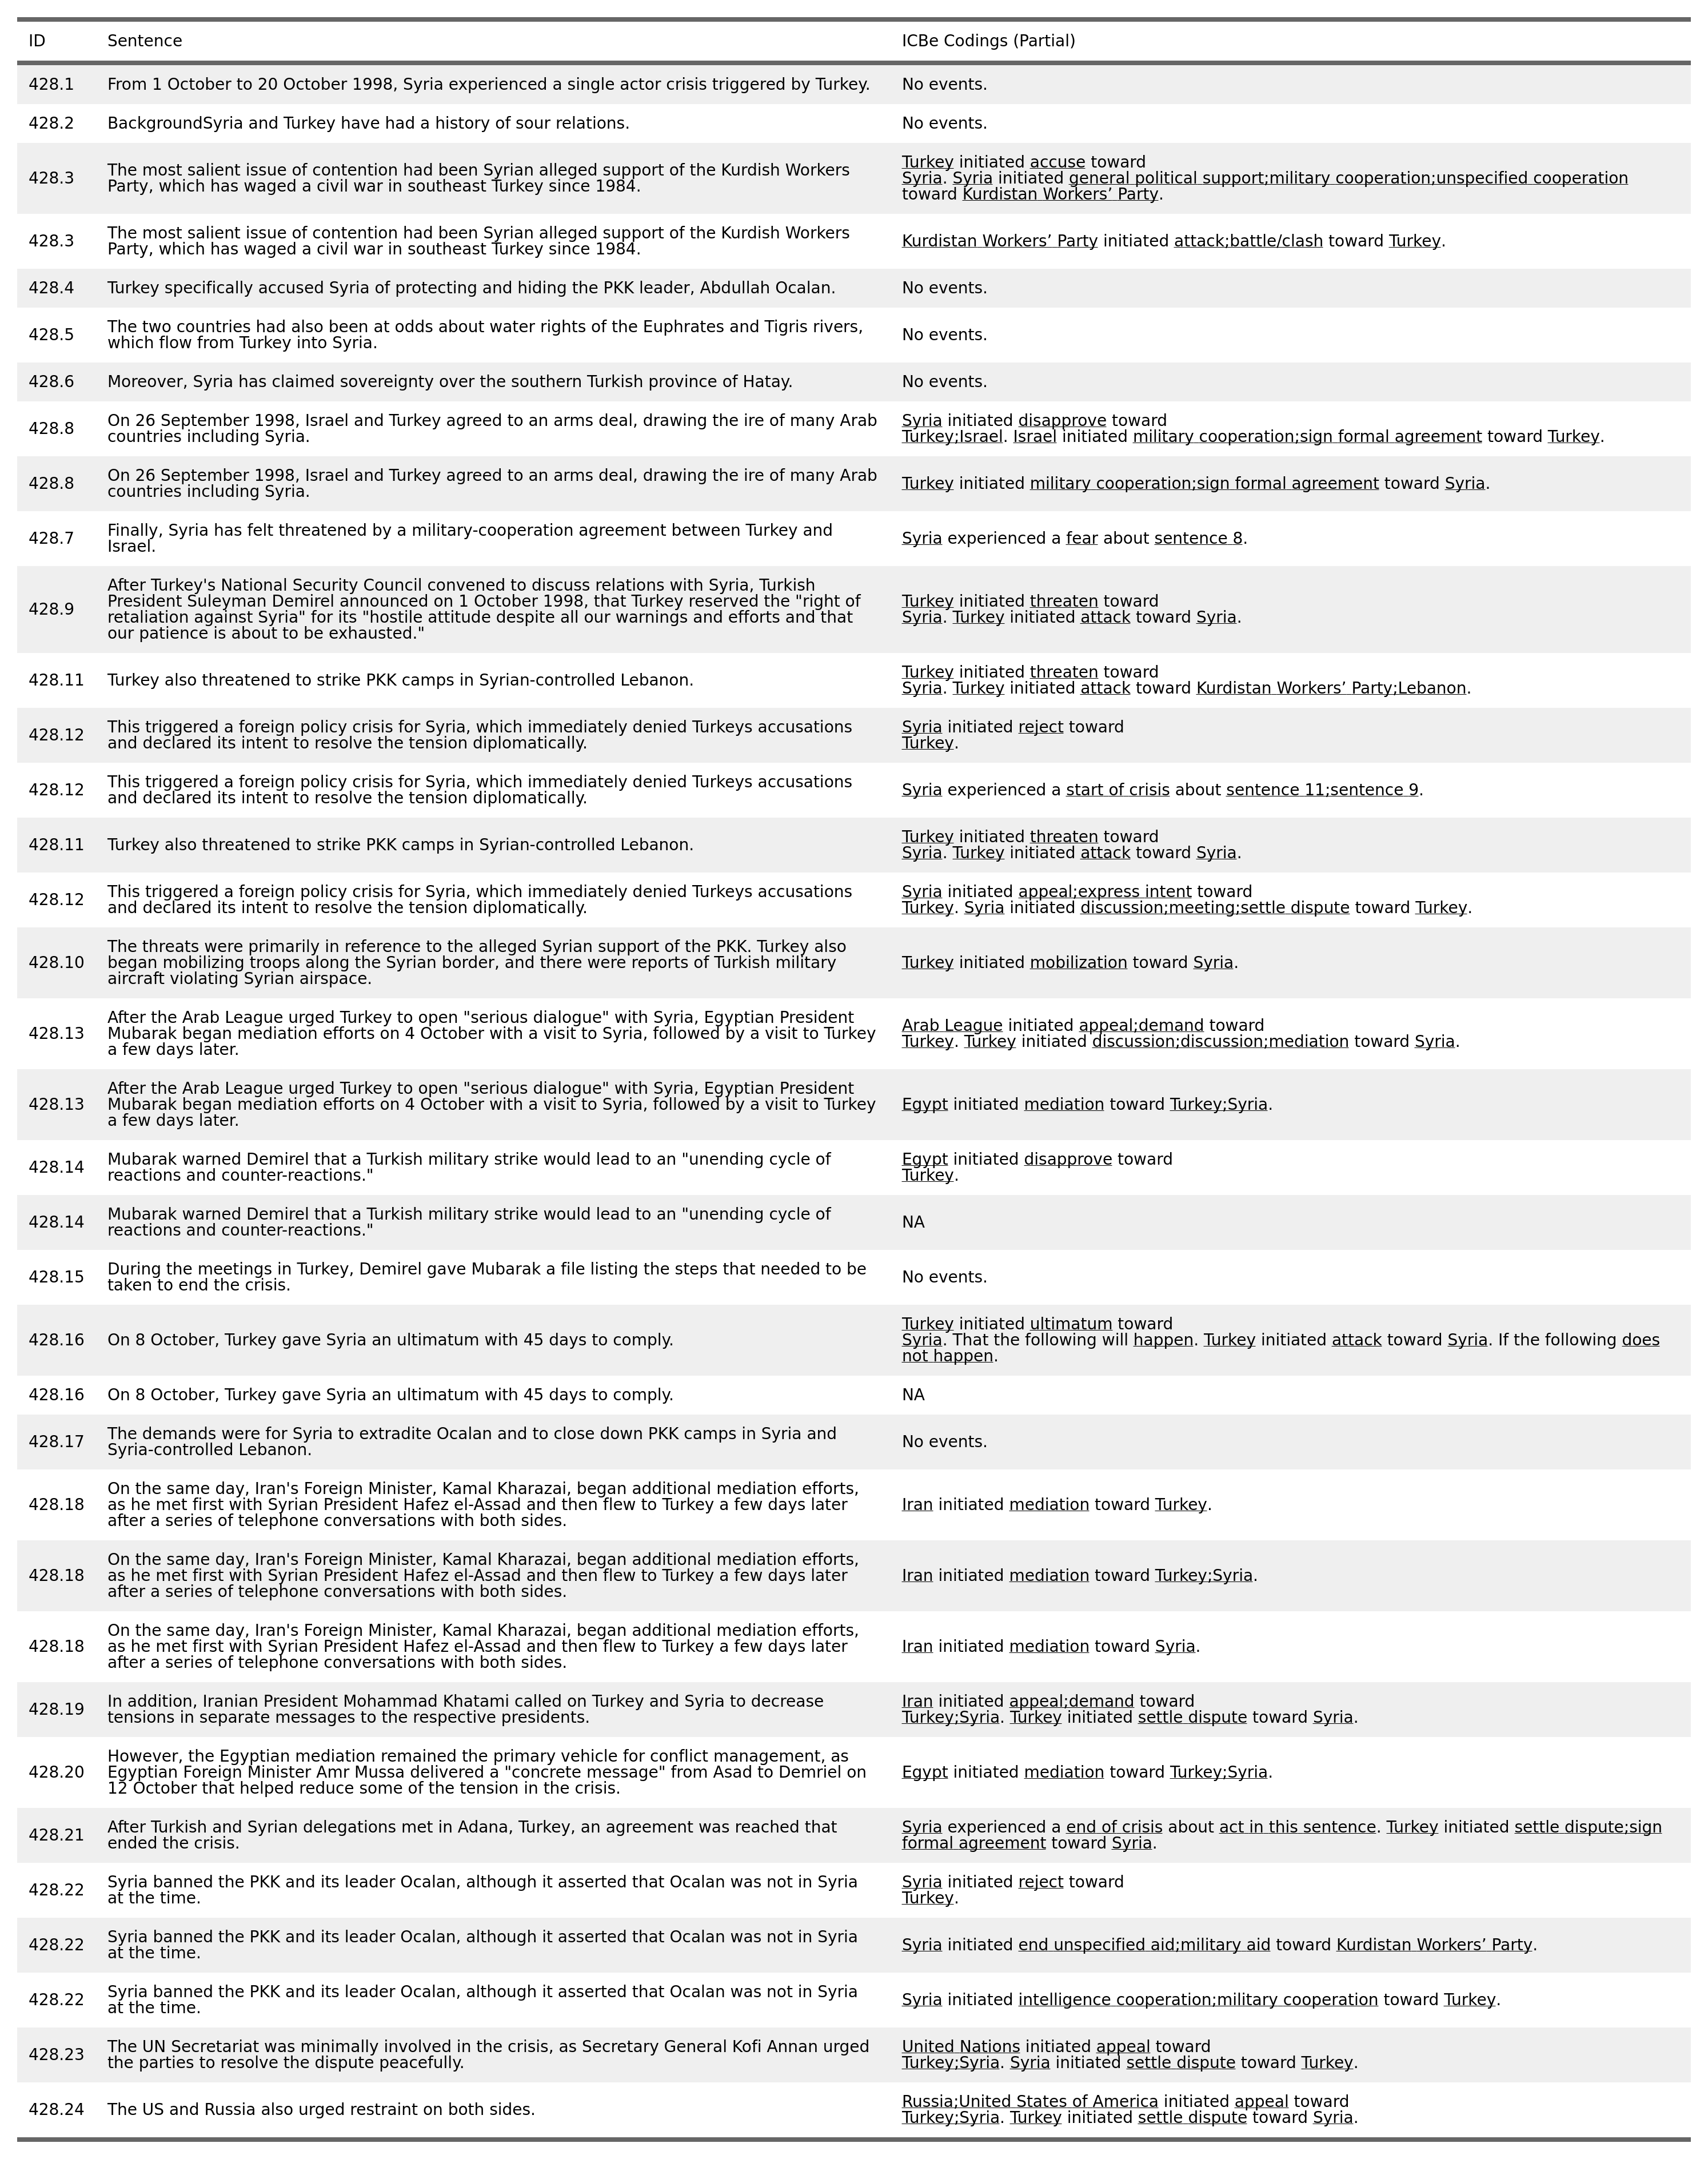 ID Sentence ICBe Codings (Partial)
428.1 From 1 October to 20 October 1998, Syria experienced a single actor crisis triggered by Turkey. No events.
428.2 BackgroundSyria and Turkey have had a history of sour relations. No events.
428.3 The most salient issue of contention had been Syrian alleged support of the Kurdish Workers
Party, which has waged a civil war in southeast Turkey since 1984.
Turkey initiated accuse toward
Syria. Syria initiated general political support;military cooperation;unspecified cooperation
toward Kurdistan Workers’ Party.
428.3 The most salient issue of contention had been Syrian alleged support of the Kurdish Workers
Party, which has waged a civil war in southeast Turkey since 1984.
Kurdistan Workers’ Party initiated attack;battle/clash toward Turkey.
428.4 Turkey specifically accused Syria of protecting and hiding the PKK leader, Abdullah Ocalan. No events.
428.5 The two countries had also been at odds about water rights of the Euphrates and Tigris rivers,
which flow from Turkey into Syria.
No events.
428.6 Moreover, Syria has claimed sovereignty over the southern Turkish province of Hatay. No events.
428.8 On 26 September 1998, Israel and Turkey agreed to an arms deal, drawing the ire of many Arab
countries including Syria.
Syria initiated disapprove toward
Turkey;Israel. Israel initiated military cooperation;sign formal agreement toward Turkey.
428.8 On 26 September 1998, Israel and Turkey agreed to an arms deal, drawing the ire of many Arab
countries including Syria.
Turkey initiated military cooperation;sign formal agreement toward Syria.
428.7 Finally, Syria has felt threatened by a military-cooperation agreement between Turkey and
Israel.
Syria experienced a fear about sentence 8.
428.9 After Turkey's National Security Council convened to discuss relations with Syria, Turkish
President Suleyman Demirel announced on 1 October 1998, that Turkey reserved the "right of
retaliation against Syria" for its "hostile attitude despite all our warnings and efforts and that
our patience is about to be exhausted."
Turkey initiated threaten toward
Syria. Turkey initiated attack toward Syria.
428.11 Turkey also threatened to strike PKK camps in Syrian-controlled Lebanon.
Turkey initiated threaten toward
Syria. Turkey initiated attack toward Kurdistan Workers’ Party;Lebanon.
428.12 This triggered a foreign policy crisis for Syria, which immediately denied Turkeys accusations
and declared its intent to resolve the tension diplomatically.
Syria initiated reject toward
Turkey.
428.12 This triggered a foreign policy crisis for Syria, which immediately denied Turkeys accusations
and declared its intent to resolve the tension diplomatically.
Syria experienced a start of crisis about sentence 11;sentence 9.
428.11 Turkey also threatened to strike PKK camps in Syrian-controlled Lebanon.
Turkey initiated threaten toward
Syria. Turkey initiated attack toward Syria.
428.12 This triggered a foreign policy crisis for Syria, which immediately denied Turkeys accusations
and declared its intent to resolve the tension diplomatically.
Syria initiated appeal;express intent toward
Turkey. Syria initiated discussion;meeting;settle dispute toward Turkey.
428.10 The threats were primarily in reference to the alleged Syrian support of the PKK. Turkey also
began mobilizing troops along the Syrian border, and there were reports of Turkish military
aircraft violating Syrian airspace.
Turkey initiated mobilization toward Syria.
428.13 After the Arab League urged Turkey to open "serious dialogue" with Syria, Egyptian President
Mubarak began mediation efforts on 4 October with a visit to Syria, followed by a visit to Turkey
a few days later.
Arab League initiated appeal;demand toward
Turkey. Turkey initiated discussion;discussion;mediation toward Syria.
428.13 After the Arab League urged Turkey to open "serious dialogue" with Syria, Egyptian President
Mubarak began mediation efforts on 4 October with a visit to Syria, followed by a visit to Turkey
a few days later.
Egypt initiated mediation toward Turkey;Syria.
428.14 Mubarak warned Demirel that a Turkish military strike would lead to an "unending cycle of
reactions and counter-reactions."
Egypt initiated disapprove toward
Turkey.
428.14 Mubarak warned Demirel that a Turkish military strike would lead to an "unending cycle of
reactions and counter-reactions."
NA
428.15 During the meetings in Turkey, Demirel gave Mubarak a file listing the steps that needed to be
taken to end the crisis.
No events.
428.16 On 8 October, Turkey gave Syria an ultimatum with 45 days to comply.
Turkey initiated ultimatum toward
Syria. That the following will happen. Turkey initiated attack toward Syria. If the following does
not happen.
428.16 On 8 October, Turkey gave Syria an ultimatum with 45 days to comply. NA
428.17 The demands were for Syria to extradite Ocalan and to close down PKK camps in Syria and
Syria-controlled Lebanon.
No events.
428.18 On the same day, Iran's Foreign Minister, Kamal Kharazai, began additional mediation efforts,
as he met first with Syrian President Hafez el-Assad and then flew to Turkey a few days later
after a series of telephone conversations with both sides.
Iran initiated mediation toward Turkey.
428.18 On the same day, Iran's Foreign Minister, Kamal Kharazai, began additional mediation efforts,
as he met first with Syrian President Hafez el-Assad and then flew to Turkey a few days later
after a series of telephone conversations with both sides.
Iran initiated mediation toward Turkey;Syria.
428.18 On the same day, Iran's Foreign Minister, Kamal Kharazai, began additional mediation efforts,
as he met first with Syrian President Hafez el-Assad and then flew to Turkey a few days later
after a series of telephone conversations with both sides.
Iran initiated mediation toward Syria.
428.19 In addition, Iranian President Mohammad Khatami called on Turkey and Syria to decrease
tensions in separate messages to the respective presidents.
Iran initiated appeal;demand toward
Turkey;Syria. Turkey initiated settle dispute toward Syria.
428.20 However, the Egyptian mediation remained the primary vehicle for conflict management, as
Egyptian Foreign Minister Amr Mussa delivered a "concrete message" from Asad to Demriel on
12 October that helped reduce some of the tension in the crisis.
Egypt initiated mediation toward Turkey;Syria.
428.21 After Turkish and Syrian delegations met in Adana, Turkey, an agreement was reached that
ended the crisis.
Syria experienced a end of crisis about act in this sentence. Turkey initiated settle dispute;sign
formal agreement toward Syria.
428.22 Syria banned the PKK and its leader Ocalan, although it asserted that Ocalan was not in Syria
at the time.
Syria initiated reject toward
Turkey.
428.22 Syria banned the PKK and its leader Ocalan, although it asserted that Ocalan was not in Syria
at the time.
Syria initiated end unspecified aid;military aid toward Kurdistan Workers’ Party.
428.22 Syria banned the PKK and its leader Ocalan, although it asserted that Ocalan was not in Syria
at the time.
Syria initiated intelligence cooperation;military cooperation toward Turkey.
428.23 The UN Secretariat was minimally involved in the crisis, as Secretary General Kofi Annan urged
the parties to resolve the dispute peacefully.
United Nations initiated appeal toward
Turkey;Syria. Syria initiated settle dispute toward Turkey.
428.24 The US and Russia also urged restraint on both sides.
Russia;United States of America initiated appeal toward
Turkey;Syria. Turkey initiated settle dispute toward Syria.